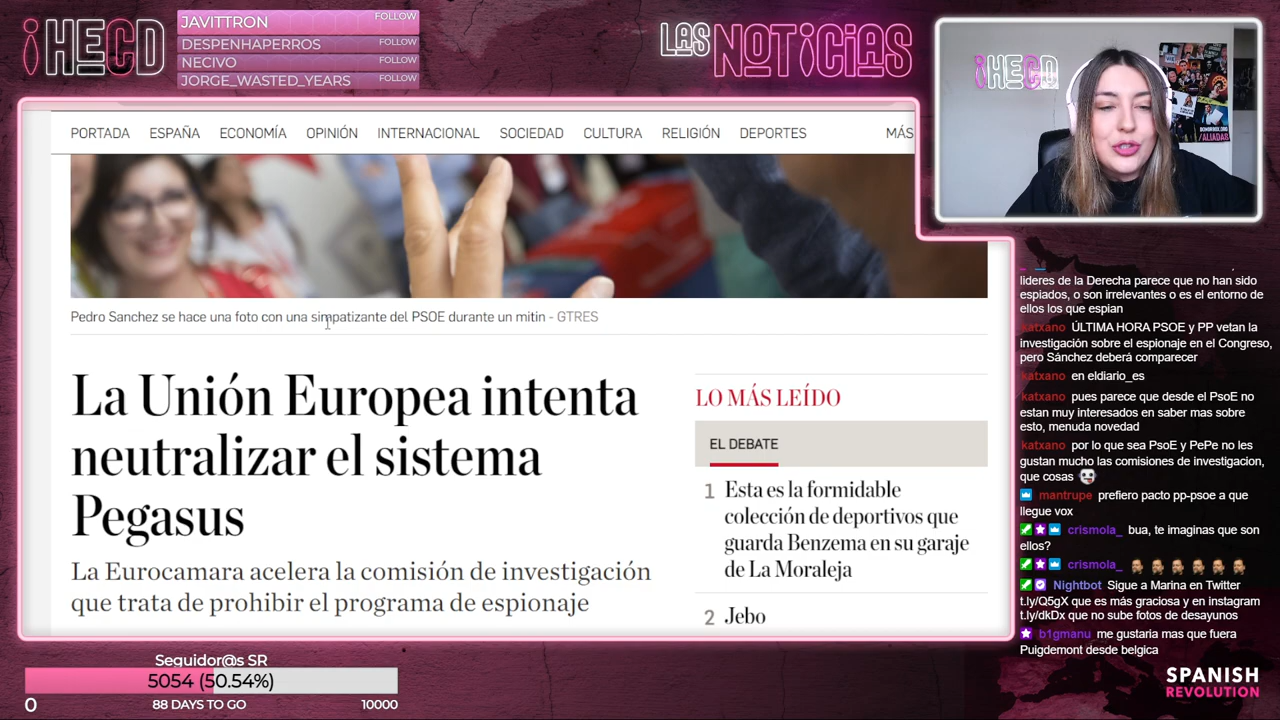 ¡HECD
JAVITTRON FOLLOW
DESPENHAPERROS FOLLOW
NECIVO FOLLOW
JORGE_WASTED_YEARS FOLLOW
LAS NOTICIAS
¡HECD
/ALIADAS
PORTADA ESPAÑA ECONOMÍA OPINIÓN INTERNACIONAL SOCIEDAD CULTURA RELIGIÓN DEPORTES MÁS
Pedro Sanchez se hace una foto con una simpatizante del PSOE durante un mitin - GTRES
La Unión Europea intenta
neutralizar el sistema
Pegasus
La Eurocamara acelera la comisión de investigación
que trata de prohibir el programa de espionaje
LO MÁS LEÍDO
EL DEBATE
1 Esta es la formidable
colección de deportivos que
guarda Benzema en su garaje
de La Moraleja
2 Jebo
lideres de la Derecha parece que no han sido
espiados, o son irrelevantes o es el entorno de
ellos los que espian
katxano ÚLTIMA HORA PSOE y PP vetan la
investigación sobre el espionaje en el Congreso,
pero Sánchez deberá comparecer
katxano en eldiario_es
katxano pues parece que desde el PsoE no
estan muy interesados en saber mas sobre
esto, menuda novedad
katxano por lo que sea PsoE y PePe no les
gustan mucho las comisiones de investigacion,
que cosas
mantrupe prefiero pacto pp-psoe a que
llegue vox
crismola_ bua, te imaginas que son
ellos?
crismola_
Nightbot Sigue a Marina en Twitter
t.ly/Q5gX que es más graciosa y en instagram
t.ly/dkDx que no sube fotos de desayunos
b1gmanu me gustaria mas que fuera
Puigdemont desde belgica
Seguidor@s SR
5054 (50.54%)
0 88 DAYS TO GO 10000
SPANISH
REVOLUTION